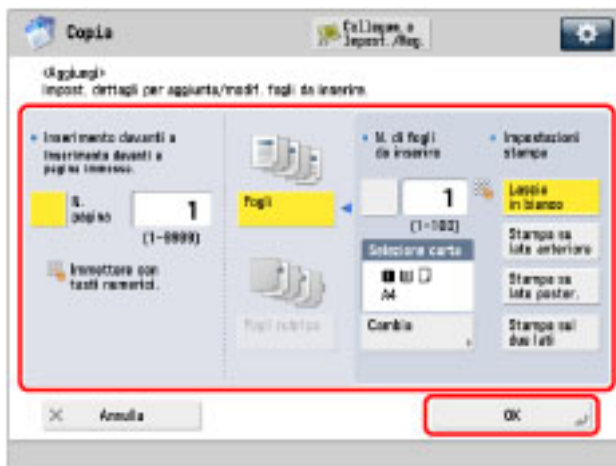 Copia
Collegam. a
Impost./Reg.
<Aggiungi>
Impost. dettagli per aggiunta/modif. fogli da inserire.
Inserimento davanti a
Inserimento davanti a
pagina immessa.
N.
pagina
1
(1-9999)
Immettere con
tasti numerici.
Fogli
Fogli rubrica
N. di fogli
da inserire
1
(1-100)
Selezione carta
A4
Cambia
Impostazioni
stampa
Lascia
in bianco
Stampa su
lato anteriore
Stampa su
lato poster.
Stampa sui
due lati
Annulla
OK